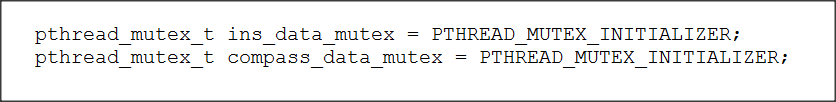 pthread_mutex_t ins_data_mutex = PTHREAD_MUTEX_INITIALIZER;
pthread_mutex_t compass_data_mutex = PTHREAD_MUTEX_INITIALIZER;